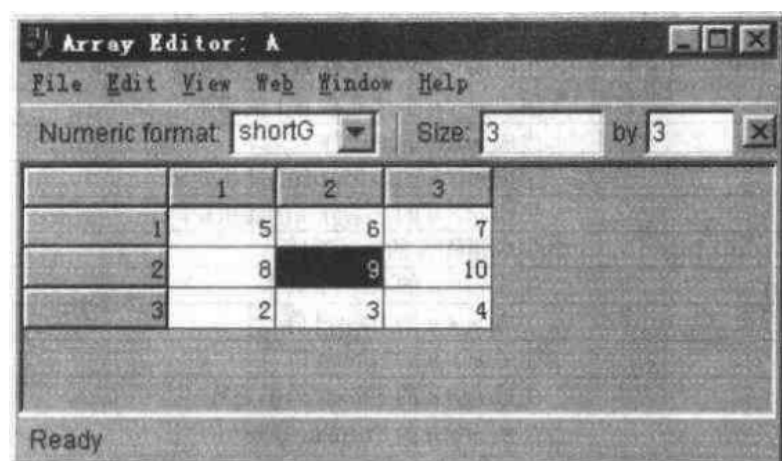 Array Editor: A
File Edit View Web Window Help
Numeric format: shortG Size: 3 by 3
1 2 3
1 5 6 7
2 8 9 10
3 2 3 4
Ready